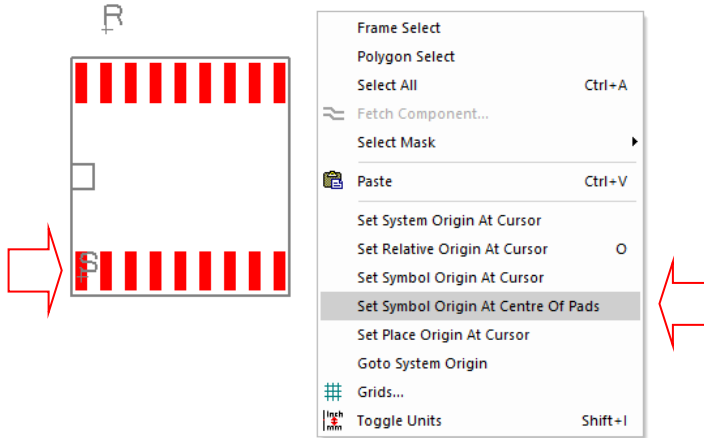 R
S
Frame Select
Polygon Select
Select All Ctrl+A
Fetch Component...
Select Mask
Paste Ctrl+V
Set System Origin At Cursor
Set Relative Origin At Cursor O
Set Symbol Origin At Cursor
Set Symbol Origin At Centre Of Pads
Set Place Origin At Cursor
Goto System Origin
Grids...
Inch
mm
Toggle Units Shift+I